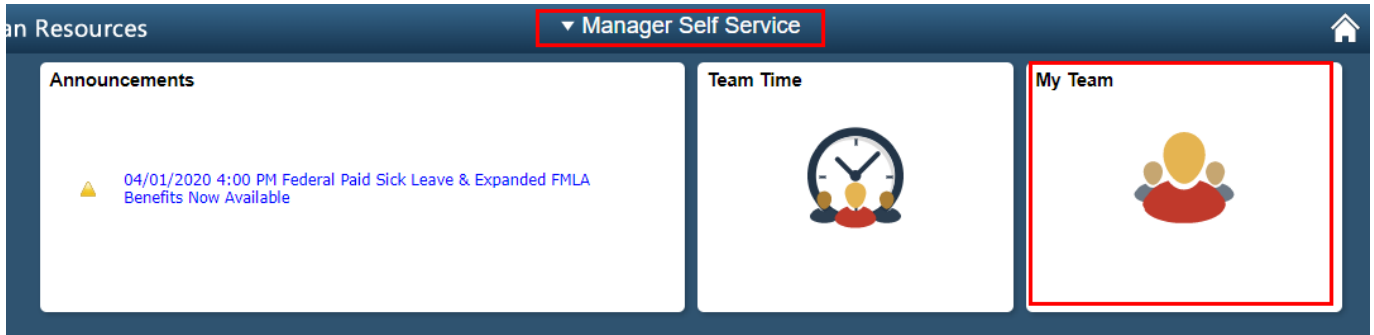 an Resources
Manager Self Service
Announcements
Team Time
My Team
04/01/2020 4:00 PM Federal Paid Sick Leave & Expanded FMLA
Benefits Now Available